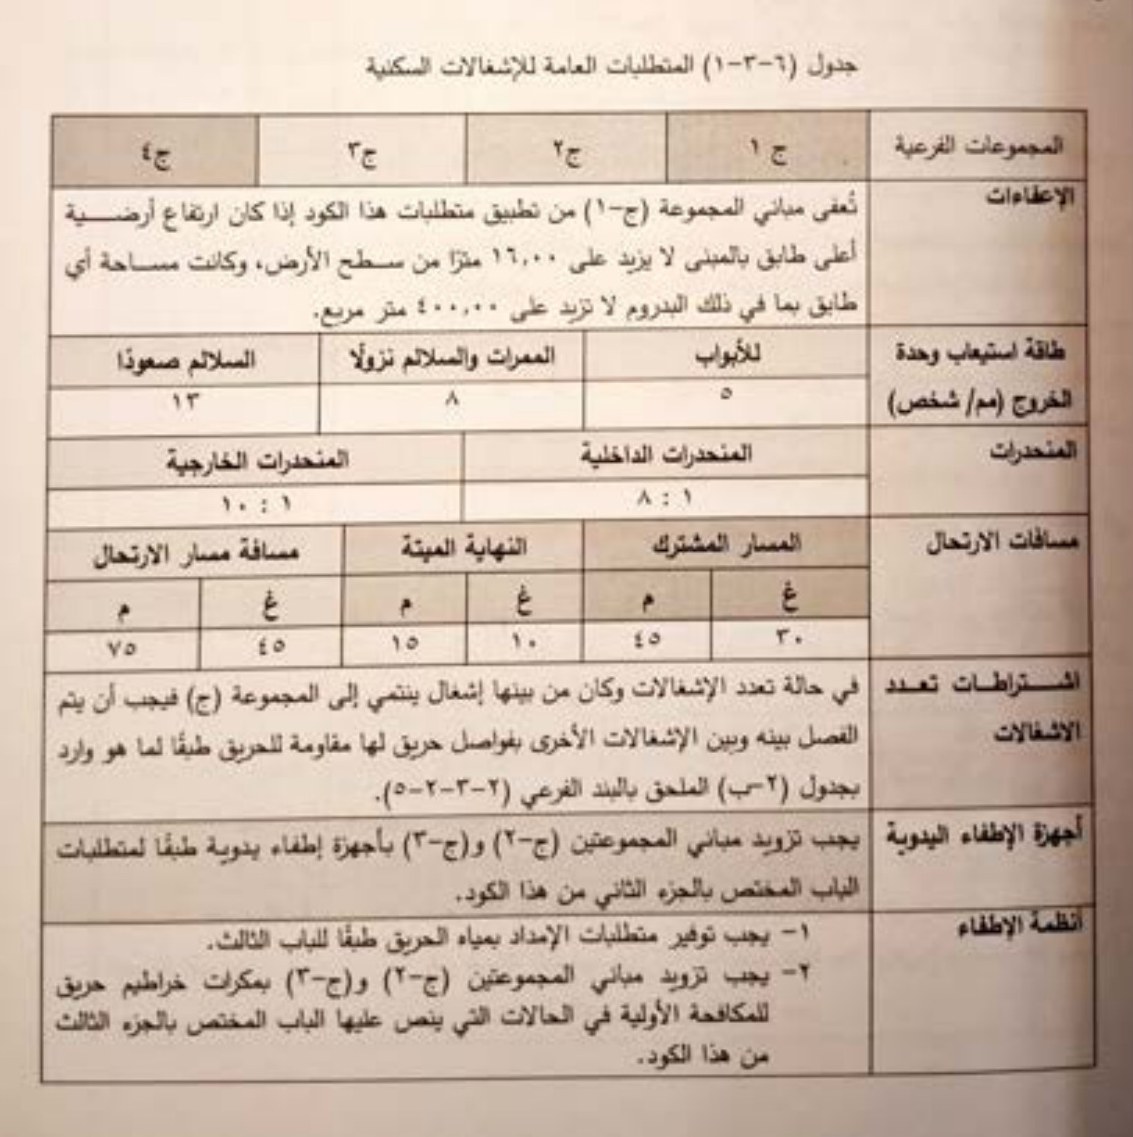 جدول (٦-٣-١) المتطلبات العامة للإشغالات السكنية
المجموعات الفرعية
ج ١
ج٢
ج٣
ج٤
الإعفاءات
تُعفى مباني المجموعة (ج-١) من تطبيق متطلبات هذا الكود إذا كان ارتفاع أرضية
أعلى طابق بالمبنى لا يزيد على ١٦,٠٠ مترًا من سطح الأرض، وكانت مساحة أي
طابق بما في ذلك البدروم لا تزيد على ٤٠٠,٠٠ متر مربع.
طاقة استيعاب وحدة
الخروج (مم/ شخص)
للأبواب
الممرات والسلالم نزولًا
السلالم صعودًا
٥
٨
١٣
المنحدرات
المنحدرات الداخلية
المنحدرات الخارجية
١ : ٨
١ : ١٠
مسافات الارتحال
المسار المشترك
النهاية الميتة
مسافة مسار الارتحال
غ
م
غ
م
غ
م
٣٠
٤٥
١٠
١٥
٤٥
٧٥
اشتراطات تعدد
الاشغالات
في حالة تعدد الإشغالات وكان من بينها إشغال ينتمي إلى المجموعة (ج) فيجب أن يتم
الفصل بينه وبين الإشغالات الأخرى بفواصل حريق لها مقاومة للحريق طبقًا لما هو وارد
بجدول (٢-ب) الملحق بالبند الفرعي (٢-٣-٢-٥).
أجهزة الإطفاء اليدوية
يجب تزويد مباني المجموعتين (ج-٢) و(ج-٣) بأجهزة إطفاء يدوية طبقًا لمتطلبات
الباب المختص بالجزء الثاني من هذا الكود.
أنظمة الإطفاء
١- يجب توفير متطلبات الإمداد بمياه الحريق طبقًا للباب الثالث.
٢- يجب تزويد مباني المجموعتين (ج-٢) و(ج-٣) بمكرات خراطيم حريق
للمكافحة الأولية في الحالات التي ينص عليها الباب المختص بالجزء الثالث
من هذا الكود.